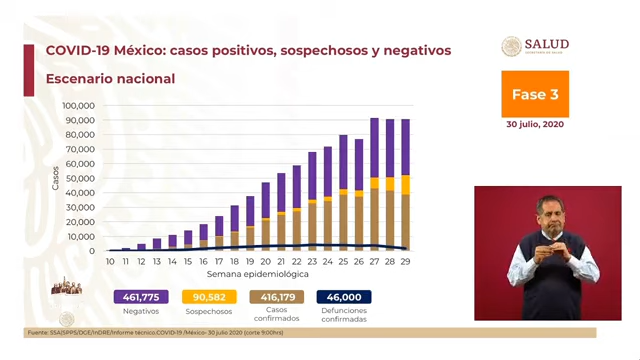 COVID-19 México: casos positivos, sospechosos y negativos
Escenario nacional
SALUD
SECRETARÍA DE SALUD
Fase 3
30 julio, 2020
Casos
100,000
90,000
80,000
70,000
60,000
50,000
40,000
30,000
20,000
10,000
0
10 11 12 13 14 15 16 17 18 19 20 21 22 23 24 25 26 27 28 29
Semana epidemiológica
461,775 90,582 416,179 46,000
Negativos Sospechosos Casos confirmados Defunciones confirmadas
Fuente: SSA(SPPS/DGE/InDRE/Informe técnico.COVID-19 /México- 30 julio 2020 (corte 9:00hrs)